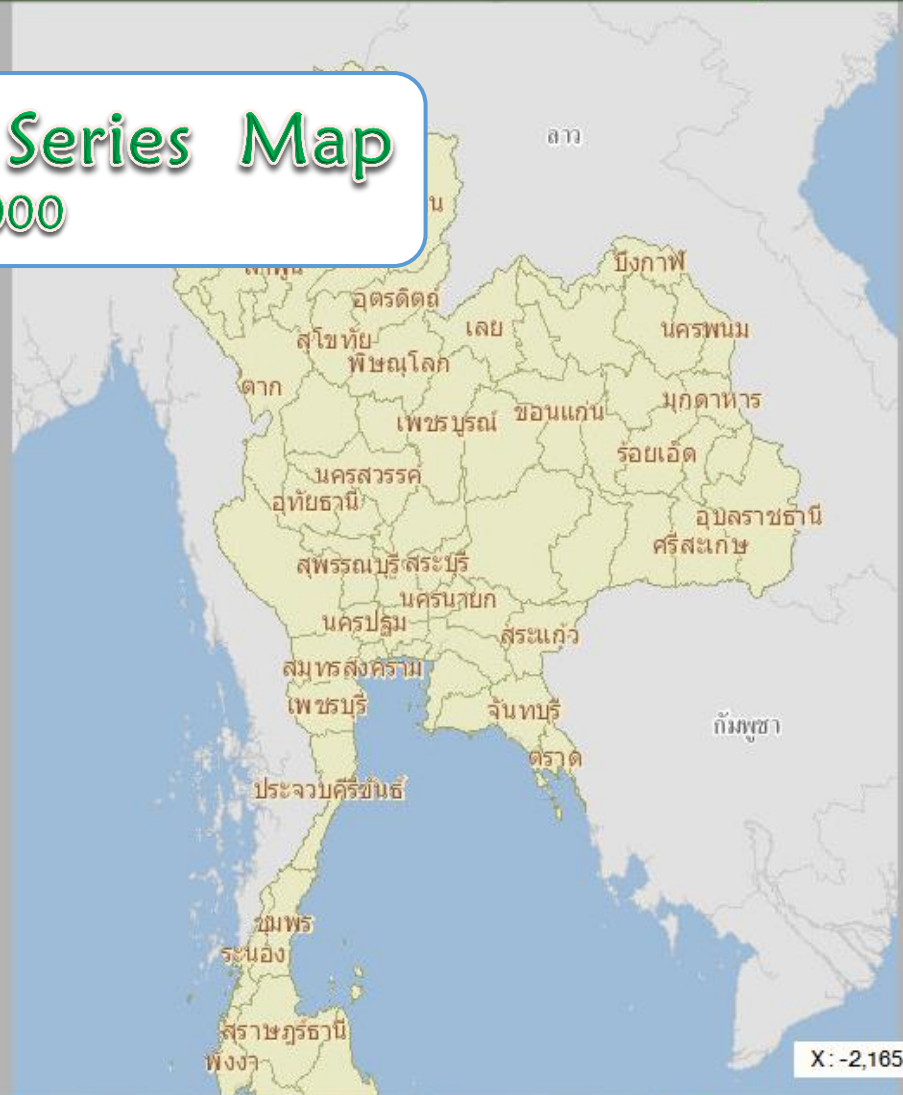 Series Map
000
ลาว
น
ลำพูน
บึงกาฬ
อุตรดิตถ์
เลย
นครพนม
สุโขทัย
พิษณุโลก
ตาก
มุกดาหาร
เพชรบูรณ์
ขอนแก่น
ร้อยเอ็ด
นครสวรรค์
อุทัยธานี
อุบลราชธานี
ศรีสะเกษ
สุพรรณบุรี
สระบุรี
นครนายก
นครปฐม
สระแก้ว
สมุทรสงคราม
เพชรบุรี
จันทบุรี
กัมพูชา
ตราด
ประจวบคีรีขันธ์
ชุมพร
ระนอง
สุราษฎร์ธานี
พังงา
X: -2,165